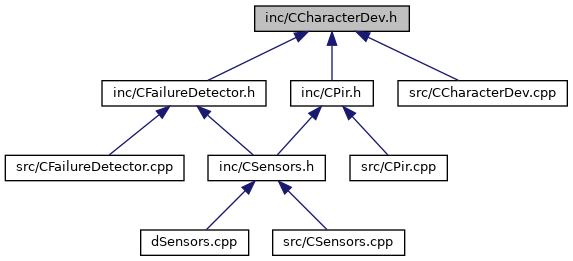 inc/CCharacterDev.h
inc/CFailureDetector.h
inc/CPir.h
src/CCharacterDev.cpp
src/CFailureDetector.cpp
inc/CSensors.h
src/CPir.cpp
dSensors.cpp
src/CSensors.cpp